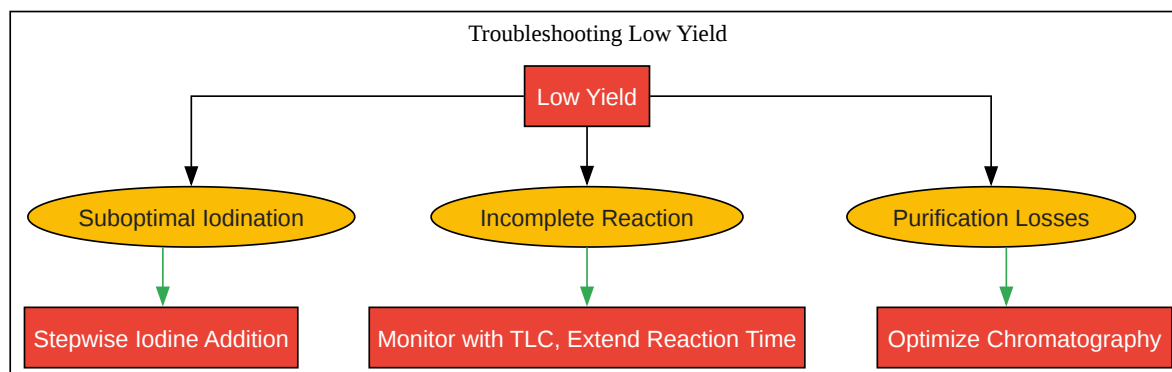 Troubleshooting Low Yield
Low Yield
Suboptimal Iodination
Incomplete Reaction
Purification Losses
Stepwise Iodine Addition
Monitor with TLC, Extend Reaction Time
Optimize Chromatography